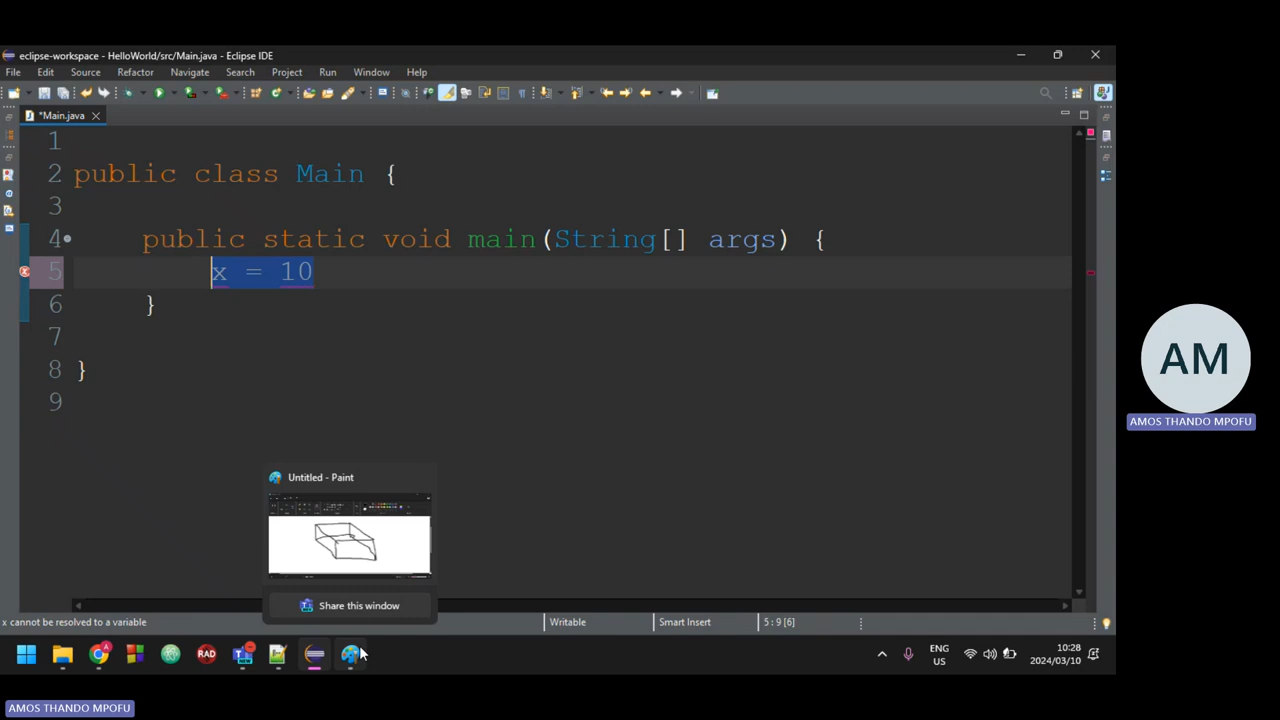 eclipse-workspace - HelloWorld/src/Main.java - Eclipse IDE
File Edit Source Refactor Navigate Search Project Run Window Help
*Main.java
1
2 public class Main {
3
4 public static void main(String[] args) {
5 x = 10
6 }
7
8 }
9
AM
AMOS THANDO MPOFU
Untitled - Paint
Share this window
x cannot be resolved to a variable Writable Smart Insert 5 : 9 [6]
RAD
ENG 10:28
US 2024/03/10
AMOS THANDO MPOFU